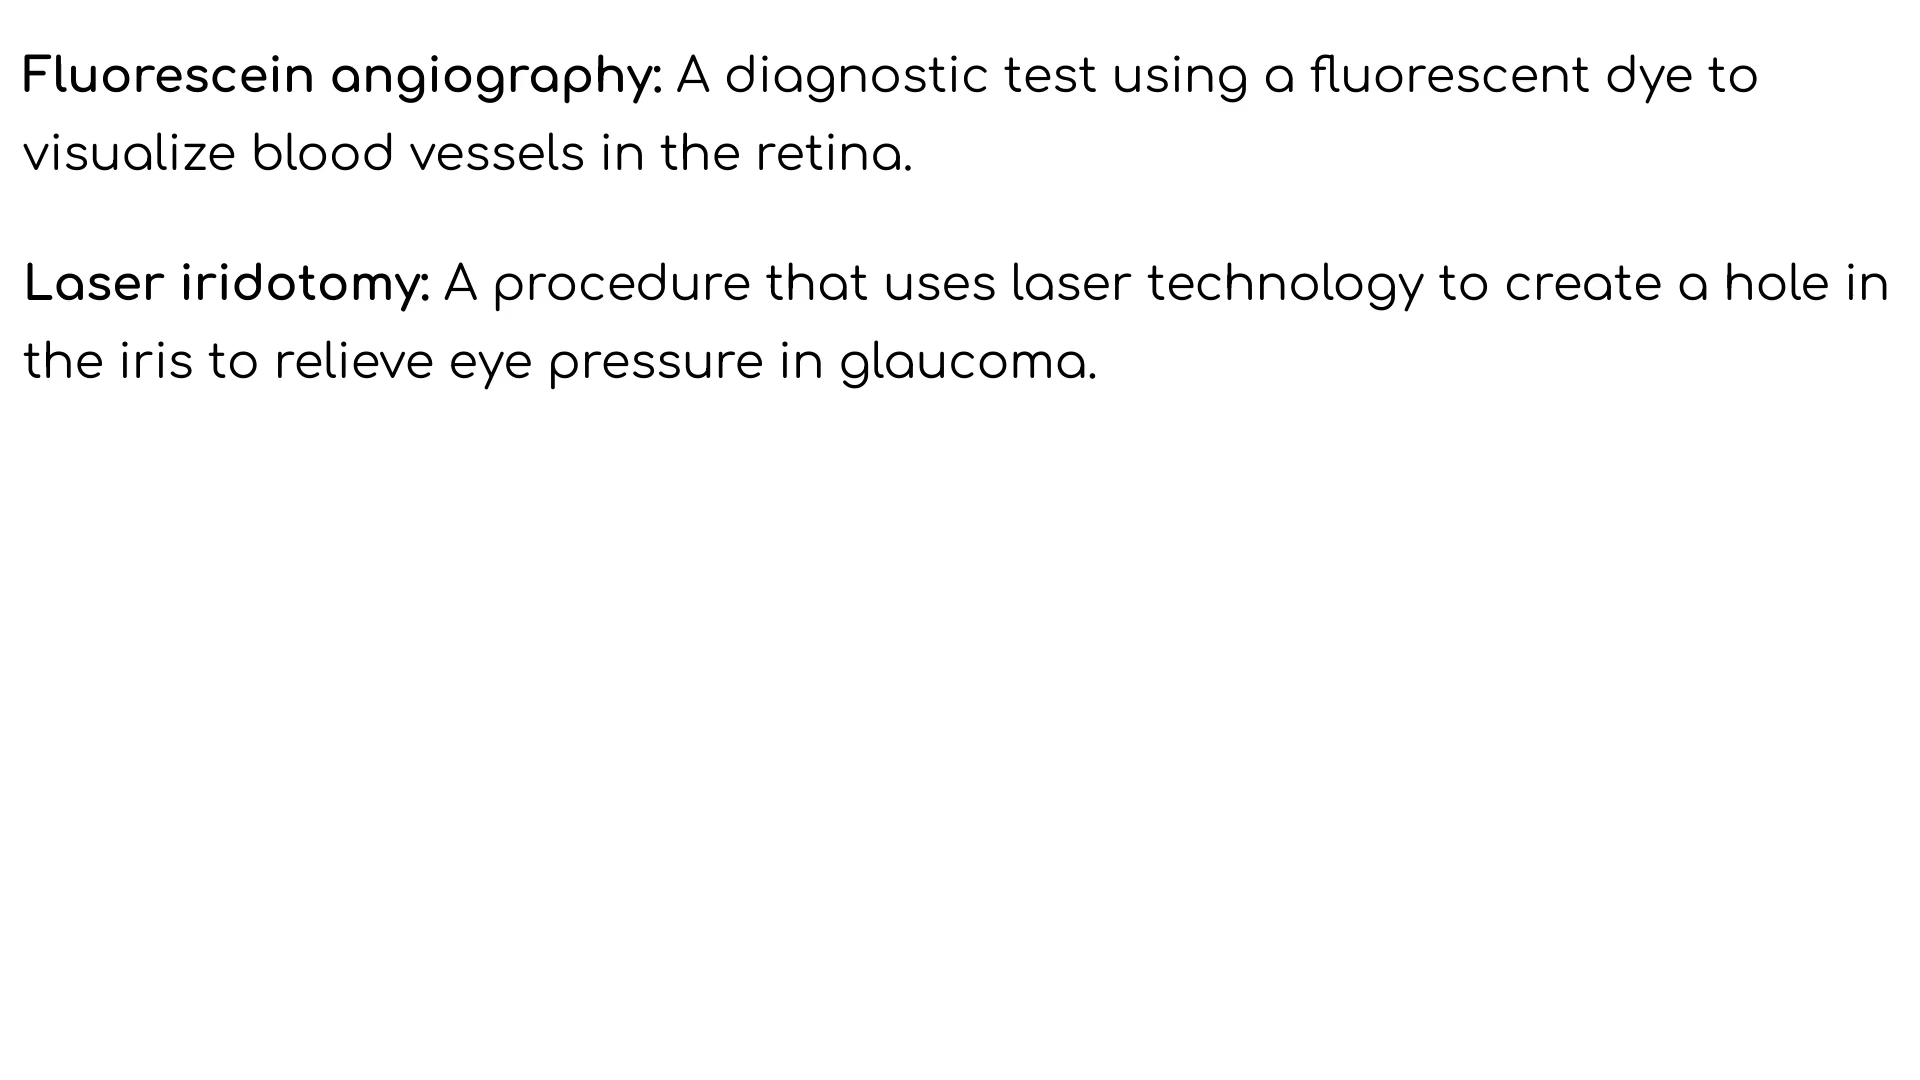 Fluorescein angiography: A diagnostic test using a fluorescent dye to
visualize blood vessels in the retina.
Laser iridotomy: A procedure that uses laser technology to create a hole in
the iris to relieve eye pressure in glaucoma.